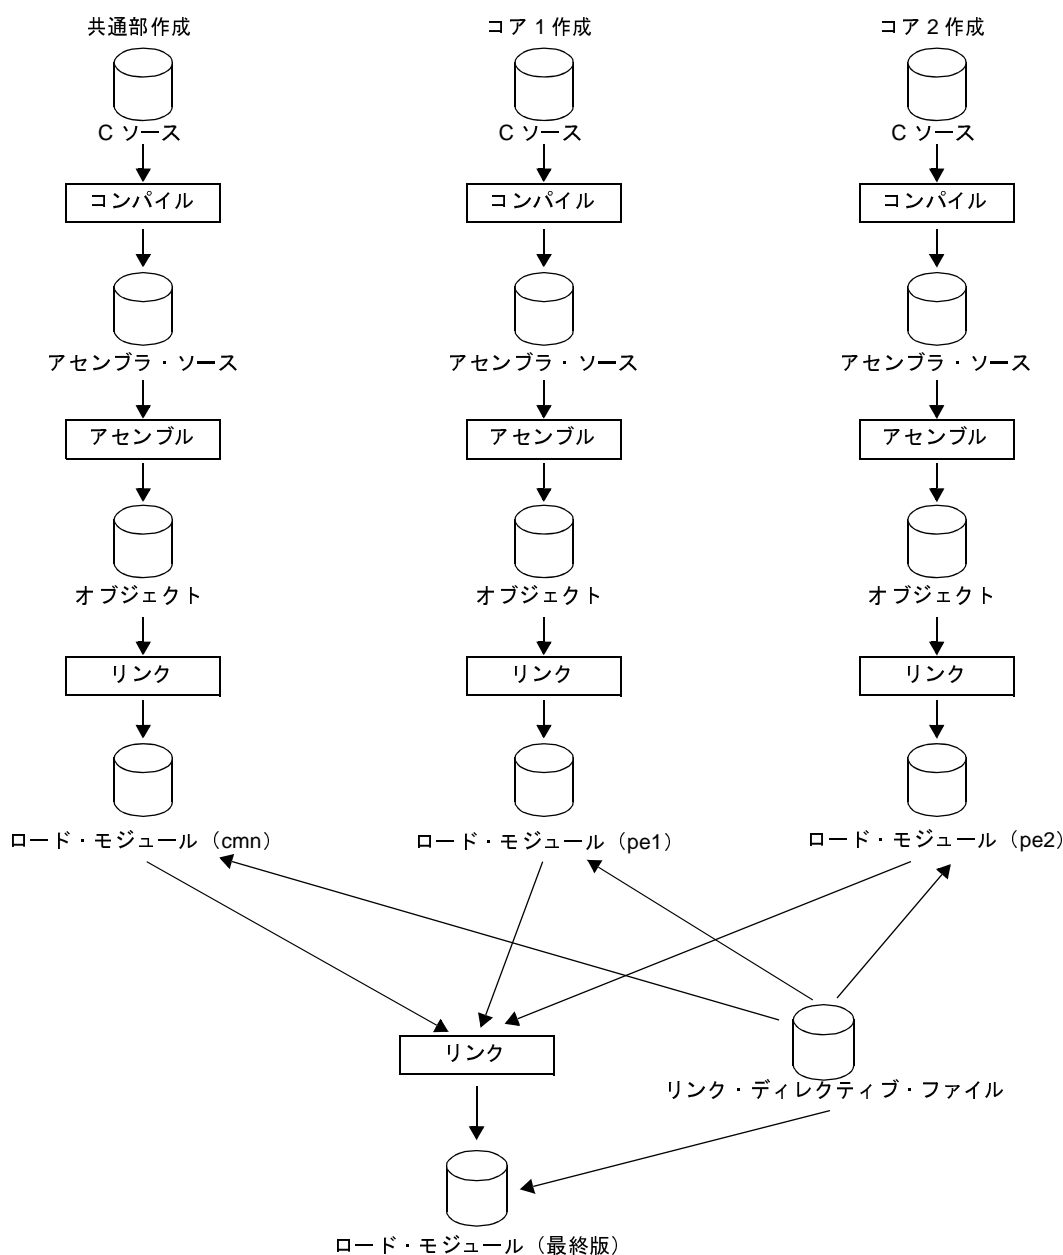 共通部作成
コア 1 作成
コア 2 作成
C ソース
C ソース
C ソース
コンパイル
コンパイル
コンパイル
アセンブラ・ソース
アセンブラ・ソース
アセンブラ・ソース
アセンブル
アセンブル
アセンブル
オブジェクト
オブジェクト
オブジェクト
リンク
リンク
リンク
ロード・モジュール（cmn）
ロード・モジュール（pe1）
ロード・モジュール（pe2）
リンク
リンク・ディレクティブ・ファイル
ロード・モジュール（最終版）